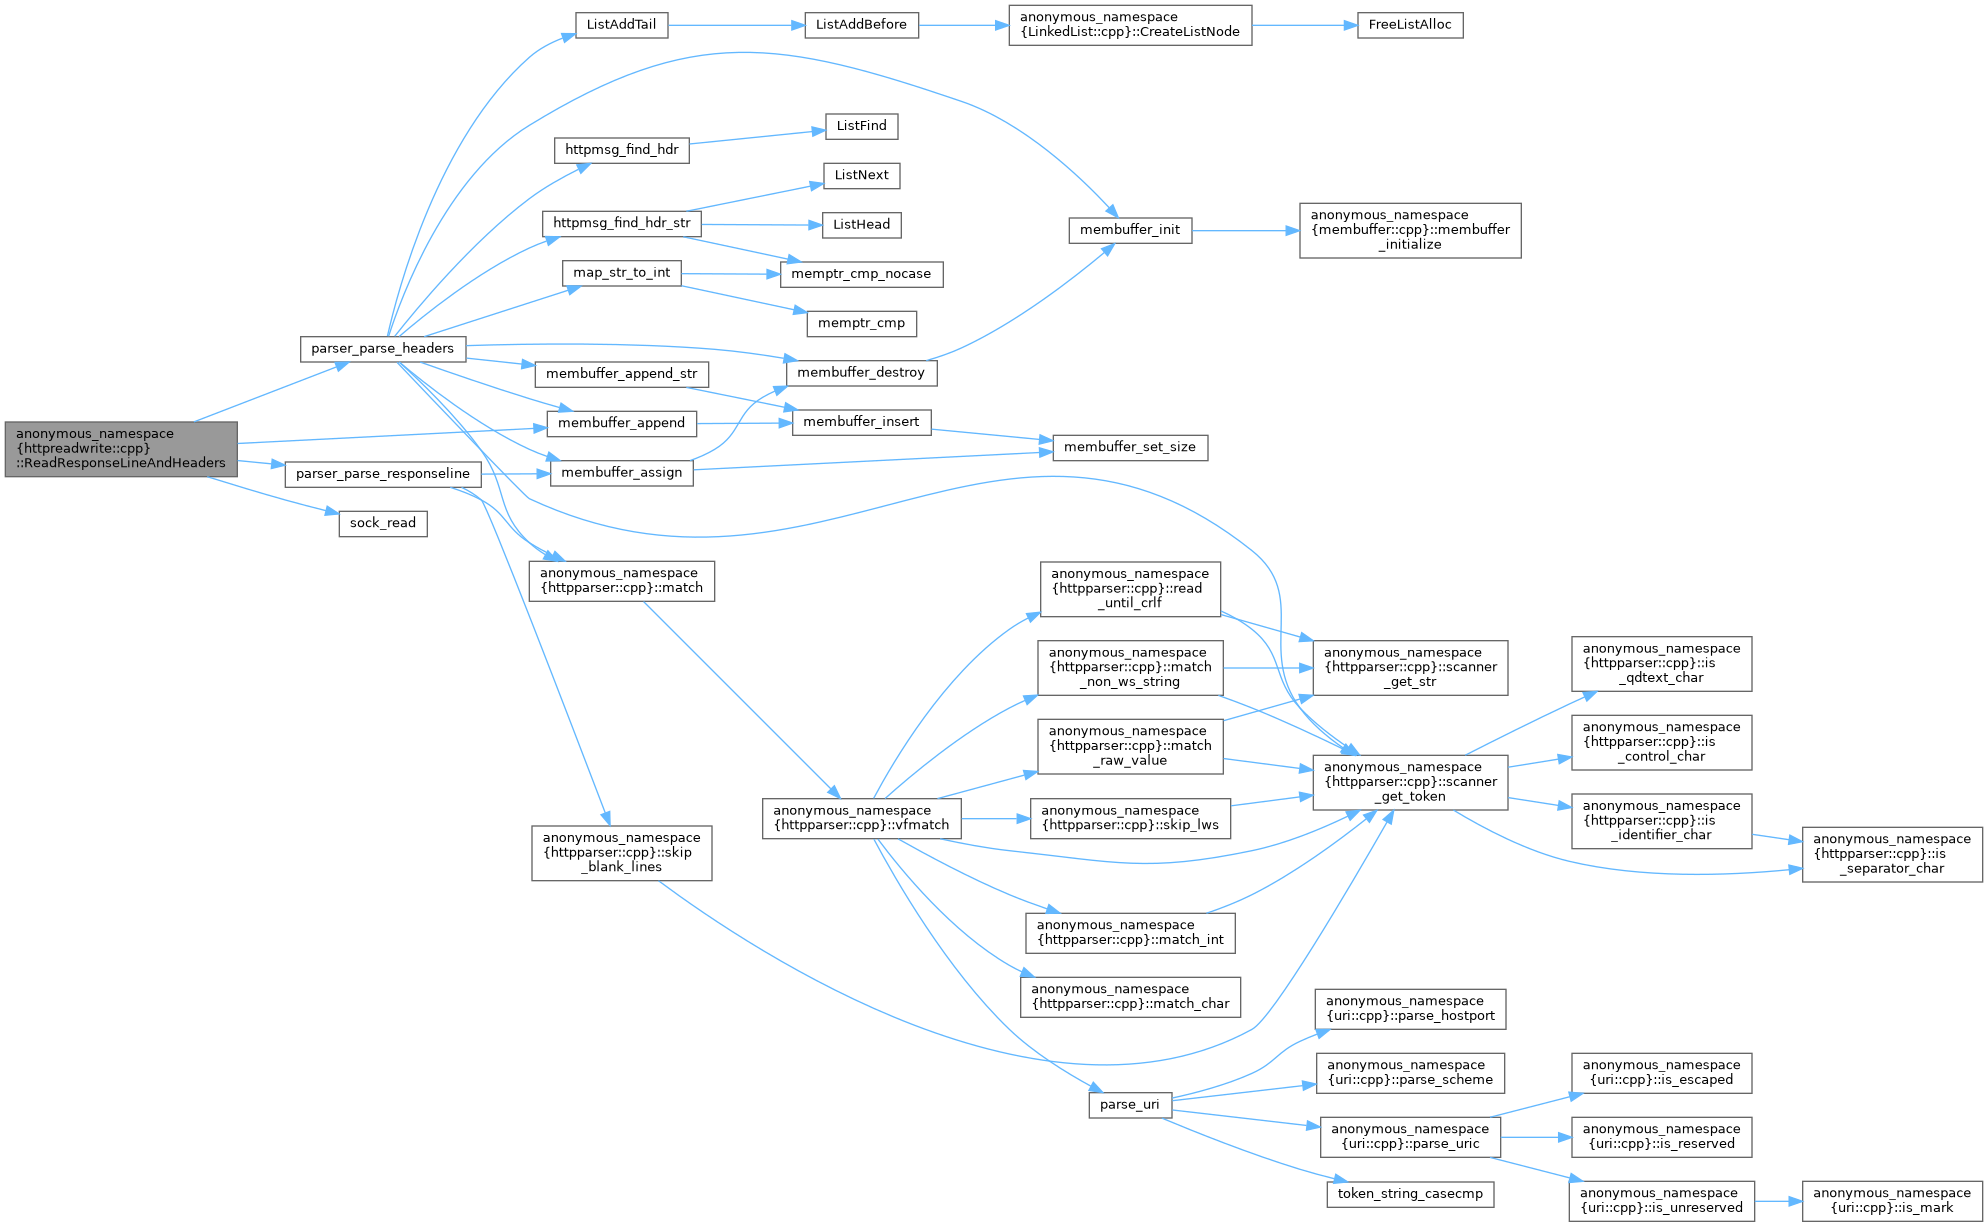 ListAddTail
ListAddBefore
anonymous_namespace
{LinkedList::cpp}::CreateListNode
FreeListAlloc
httpmsg_find_hdr
ListFind
httpmsg_find_hdr_str
ListNext
ListHead
map_str_to_int
memptr_cmp_nocase
memptr_cmp
membuffer_init
anonymous_namespace
{membuffer::cpp}::membuffer
_initialize
parser_parse_headers
membuffer_append_str
membuffer_destroy
membuffer_append
membuffer_insert
membuffer_set_size
anonymous_namespace
{httpreadwrite::cpp}
::ReadResponseLineAndHeaders
parser_parse_responseline
membuffer_assign
sock_read
anonymous_namespace
{httpparser::cpp}::match
anonymous_namespace
{httpparser::cpp}::read
_until_crlf
anonymous_namespace
{httpparser::cpp}::match
_non_ws_string
anonymous_namespace
{httpparser::cpp}::scanner
_get_str
anonymous_namespace
{httpparser::cpp}::is
_qdtext_char
anonymous_namespace
{httpparser::cpp}::match
_raw_value
anonymous_namespace
{httpparser::cpp}::is
_control_char
anonymous_namespace
{httpparser::cpp}::scanner
_get_token
anonymous_namespace
{httpparser::cpp}::vfmatch
anonymous_namespace
{httpparser::cpp}::skip_lws
anonymous_namespace
{httpparser::cpp}::is
_identifier_char
anonymous_namespace
{httpparser::cpp}::is
_separator_char
anonymous_namespace
{httpparser::cpp}::skip
_blank_lines
anonymous_namespace
{httpparser::cpp}::match_int
anonymous_namespace
{httpparser::cpp}::match_char
anonymous_namespace
{uri::cpp}::parse_hostport
anonymous_namespace
{uri::cpp}::parse_scheme
anonymous_namespace
{uri::cpp}::is_escaped
parse_uri
anonymous_namespace
{uri::cpp}::parse_uric
anonymous_namespace
{uri::cpp}::is_reserved
token_string_casecmp
anonymous_namespace
{uri::cpp}::is_unreserved
anonymous_namespace
{uri::cpp}::is_mark